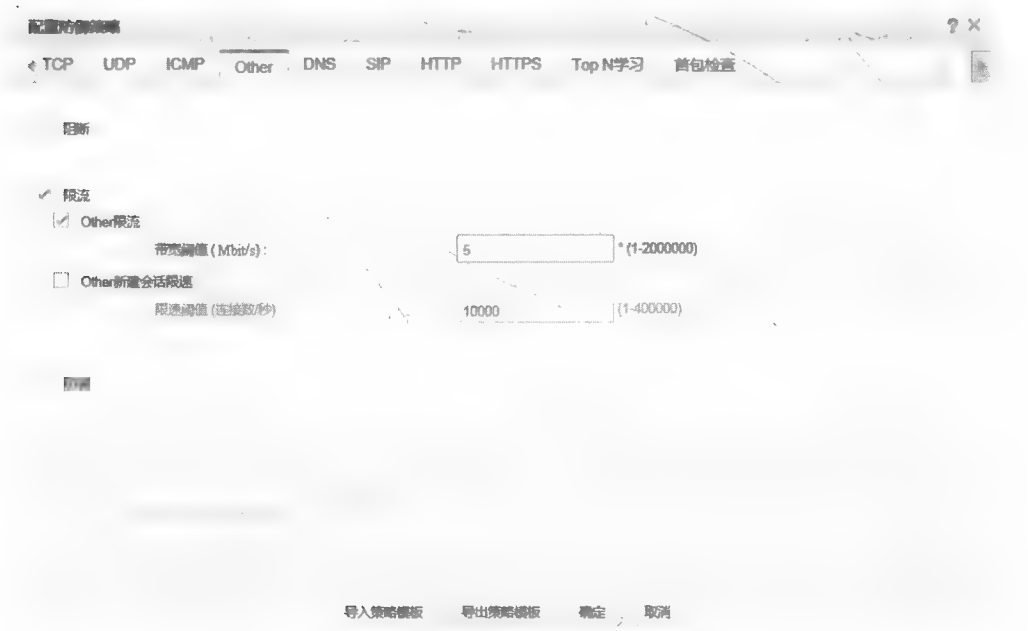 配置防御策略 ? ×
TCP UDP ICMP Other DNS SIP HTTP HTTPS Top N学习 首包检查
阻断
限流
Other限流
带宽阈值 ( Mbit/s) : 5 * (1-2000000)
Other新建会话限速
限速阈值 (连接数/秒) 10000 (1-400000)
导入策略模板 导出策略模板 确定 取消